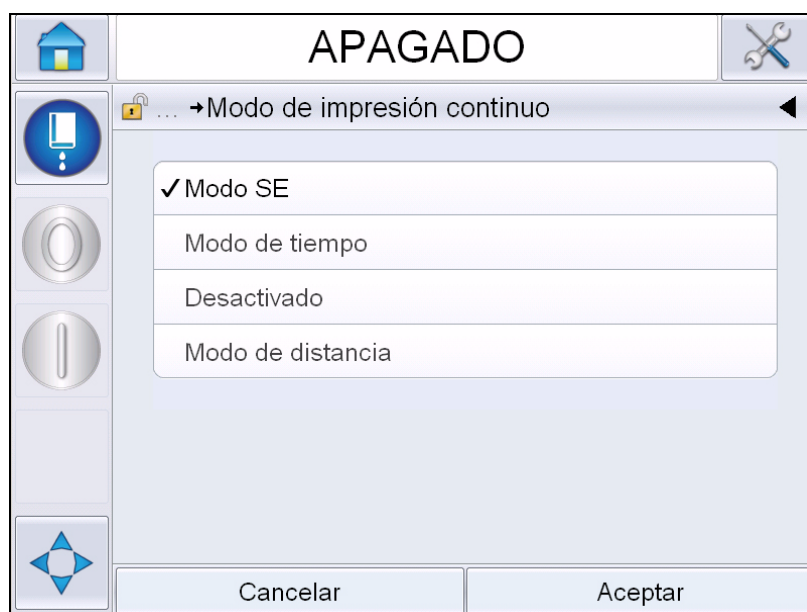 APAGADO
... →Modo de impresión continuo
✓Modo SE
Modo de tiempo
Desactivado
Modo de distancia
Cancelar
Aceptar